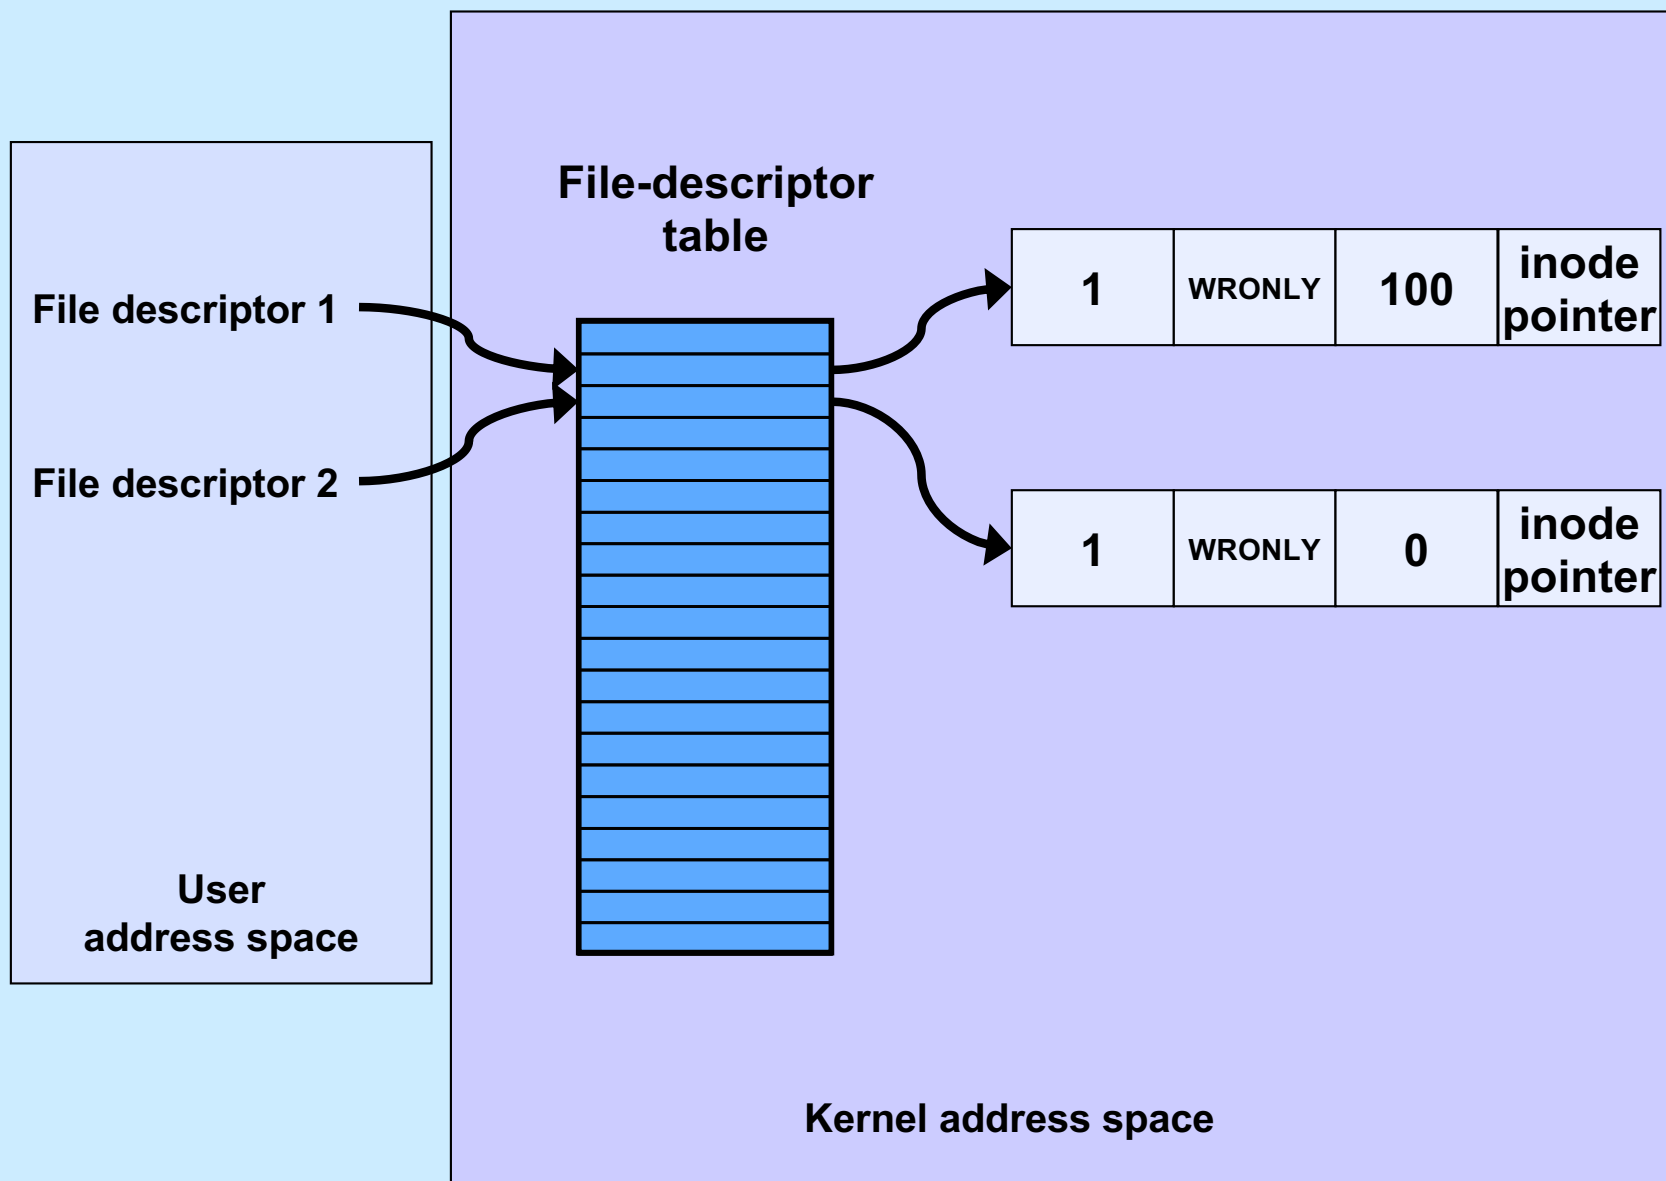 File-descriptor
table
File descriptor 1
File descriptor 2
1
WRONLY
100
inode
pointer
1
WRONLY
0
inode
pointer
User
address space
Kernel address space